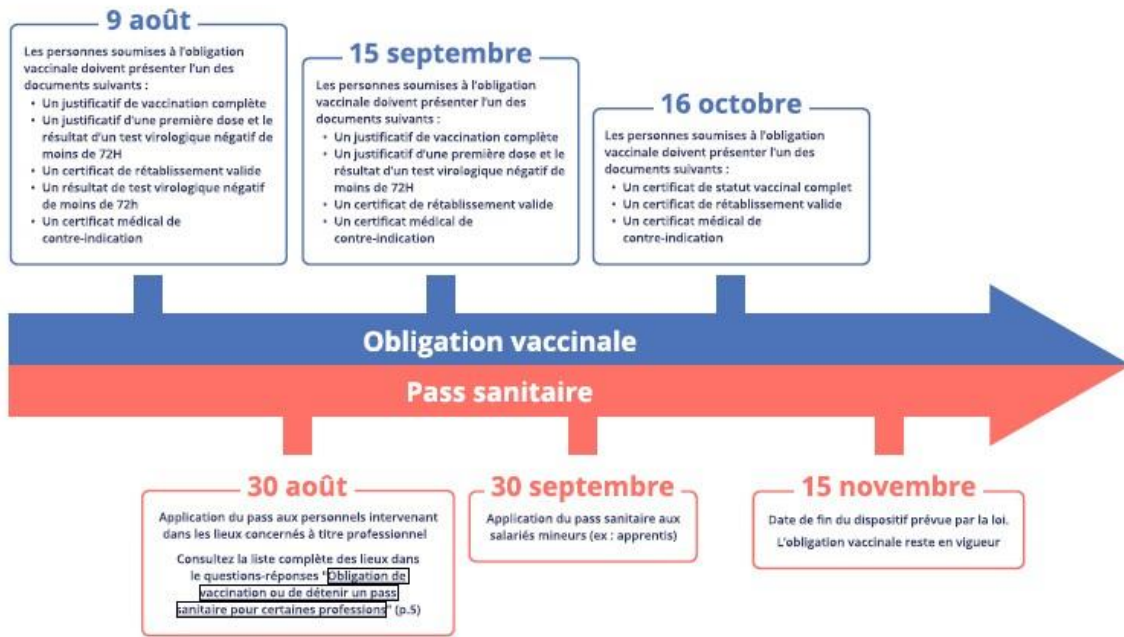 9 août
Les personnes soumises à l'obligation
vaccinale doivent présenter l'un des
documents suivants :
• Un justificatif de vaccination complète
• Un justificatif d'une première dose et le
résultat d'un test virologique négatif de
moins de 72H
• Un certificat de rétablissement valide
• Un résultat de test virologique négatif
de moins de 72h
• Un certificat médical de
contre-indication
15 septembre
Les personnes soumises à l'obligation
vaccinale doivent présenter l'un des
documents suivants :
• Un justificatif de vaccination complète
• Un justificatif d'une première dose et le
résultat d'un test virologique négatif de
moins de 72H
• Un certificat de rétablissement valide
• Un certificat médical de
contre-indication
16 octobre
Les personnes soumises à l'obligation
vaccinale doivent présenter l'un des
documents suivants :
• Un certificat de statut vaccinal complet
• Un certificat de rétablissement valide
• Un certificat médical de
contre-indication
Obligation vaccinale
Pass sanitaire
30 août
Application du pass aux personnels intervenant
dans les lieux concernés à titre professionnel
Consultez la liste complète des lieux dans
le questions-réponses "Obligation de
vaccination ou de détenir un pass
sanitaire pour certaines professions" (p.5)
30 septembre
Application du pass sanitaire aux
salariés mineurs (ex : apprentis)
15 novembre
Date de fin du dispositif prévue par la loi.
L'obligation vaccinale reste en vigueur